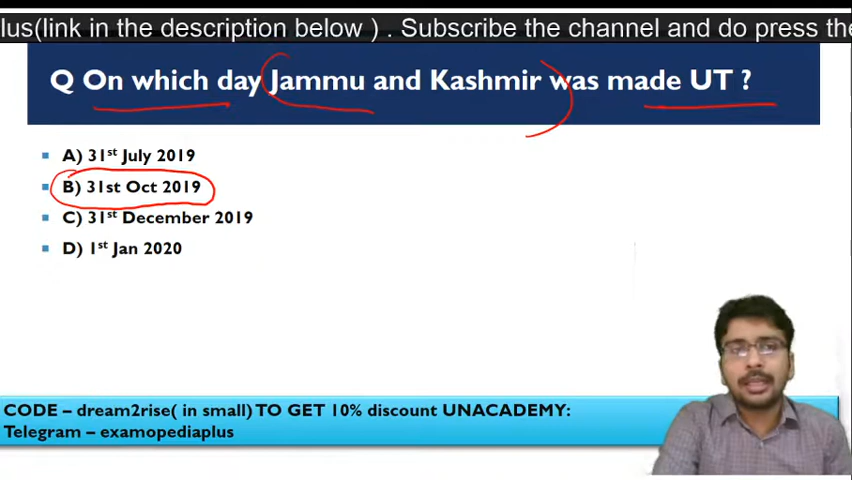 lus(link in the description below ) . Subscribe the channel and do press the
Q On which day Jammu and Kashmir was made UT ?
A) 31st July 2019
B) 31st Oct 2019
C) 31st December 2019
D) 1st Jan 2020
CODE – dream2rise( in small) TO GET 10% discount UNACADEMY:
Telegram – examopediaplus